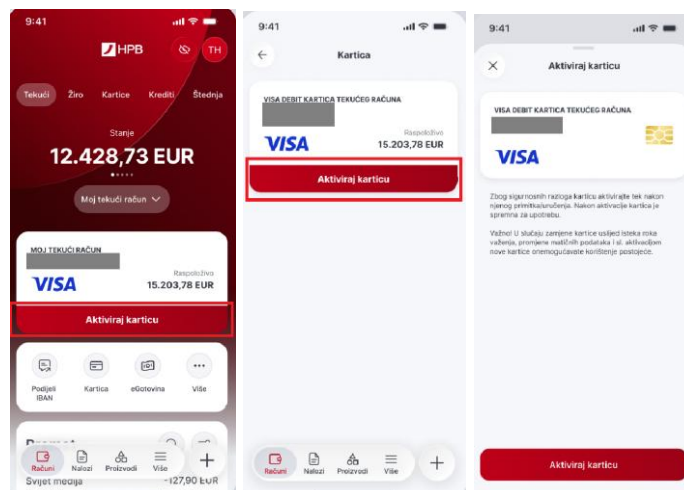 9:41
HPB
TH
Tekući Žiro Kartice Krediti Štednja
Stanje
12.428,73 EUR
Moj tekući račun
MOJ TEKUĆI RAČUN
VISA
Raspoloživo
15.203,78 EUR
Aktiviraj karticu
Podijeli IBAN
Kartica
eGotovina
Više
Promet
Računi Nalozi Proizvodi Više
Svijet medija -127,90 EUR
9:41
Kartica
VISA DEBIT KARTICA TEKUĆEG RAČUNA
VISA
Raspoloživo
15.203,78 EUR
Aktiviraj karticu
Računi Nalozi Proizvodi Više
9:41
Aktiviraj karticu
VISA DEBIT KARTICA TEKUĆEG RAČUNA
VISA
Zbog sigurnosnih razloga karticu aktivirajte tek nakon
njenog primitka/uručenja. Nakon aktivacije kartica je
spremna za upotrebu.
Važno! U slučaju zamjene kartice uslijed isteka roka
važenja, promjene matičnih podataka i sl. aktivacijom
nove kartice onemogućavate korištenje postojeće.
Aktiviraj karticu